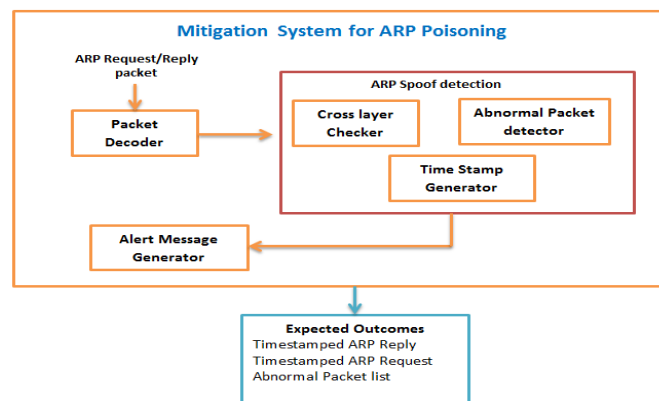 Mitigation System for ARP Poisoning
ARP Request/Reply
packet
Packet
Decoder
ARP Spoof detection
Cross layer
Checker
Abnormal Packet
detector
Time Stamp
Generator
Alert Message
Generator
Expected Outcomes
Timestamped ARP Reply
Timestamped ARP Request
Abnormal Packet list